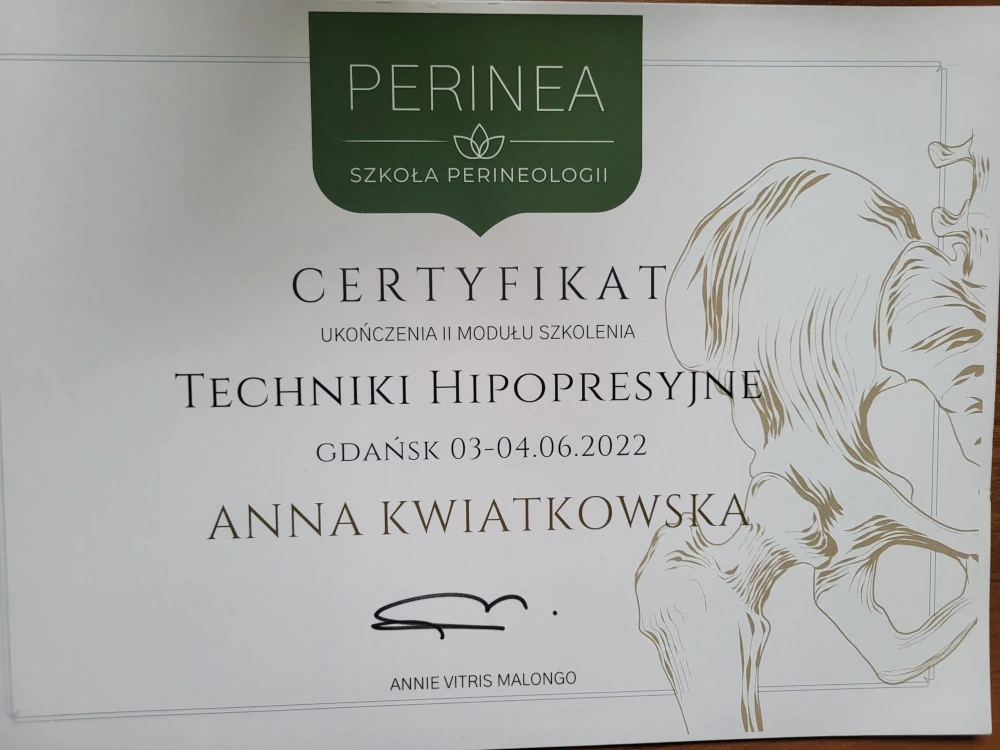 PERINEA
SZKOŁA PERINEOLOGII
CERTYFIKAT
UKOŃCZENIA II MODUŁU SZKOLENIA
TECHNIKI HIPOPRESYJNE
GDAŃSK 03-04.06.2022
ANNA KWIATKOWSKA
ANNIE VITRIS MALONGO